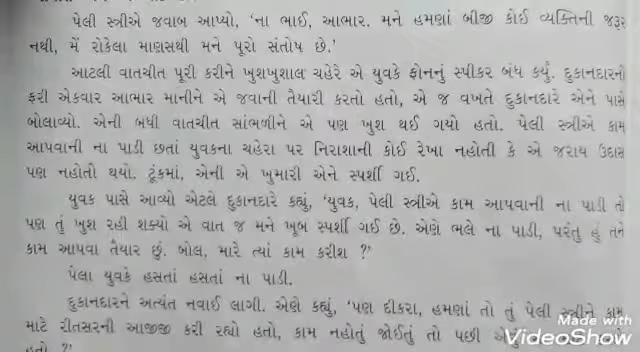 પેલી સ્ત્રીએ જવાબ આપ્યો, ‘ના ભાઈ, આભાર. મને હમણાં બીજી કોઈ વ્યક્તિની જરૂર
નથી, મેં રોકેલા માણસથી મને પૂરો સંતોષ છે.’
આટલી વાતચીત પૂરી કરીને ખુશખુશાલ ચહેરે એ યુવકે ફોનનું સ્પીકર બંધ કર્યું. દુકાનદારનો
ફરી એકવાર આભાર માનીને એ જવાની તૈયારી કરતો હતો, એ જ વખતે દુકાનદારે એને પાસે
બોલાવ્યો. એની બધી વાતચીત સાંભળીને એ પણ ખુશ થઈ ગયો હતો. પેલી સ્ત્રીએ કામ
આપવાની ના પાડી છતાં યુવકના ચહેરા પર નિરાશાની કોઈ રેખા નહોતી કે એ જરાય ઉદાસ
પણ નહોતો થયો. ટૂંકમાં, એની એ ખુમારી એને સ્પર્શી ગઈ.
યુવક પાસે આવ્યો એટલે દુકાનદારે કહ્યું, ‘યુવક, પેલી સ્ત્રીએ કામ આપવાની ના પાડી તો
પણ તું ખુશ રહી શક્યો એ વાત જ મને ખૂબ સ્પર્શી ગઈ છે. એણે ભલે ના પાડી, પરંતુ હું તને
કામ આપવા તૈયાર છું. બોલ, મારે ત્યાં કામ કરીશ ?’
પેલા યુવકે હસતાં હસતાં ના પાડી.
દુકાનદારને અત્યંત નવાઈ લાગી. એણે કહ્યું, ‘પણ દીકરા, હમણાં તો તું પેલી સ્ત્રીને કામ
માટે રીતસરની આજીજી કરી રહ્યો હતો, કામ નહોતું જોઈતું તો પછી
હતો ?’
Made with
VideoShow